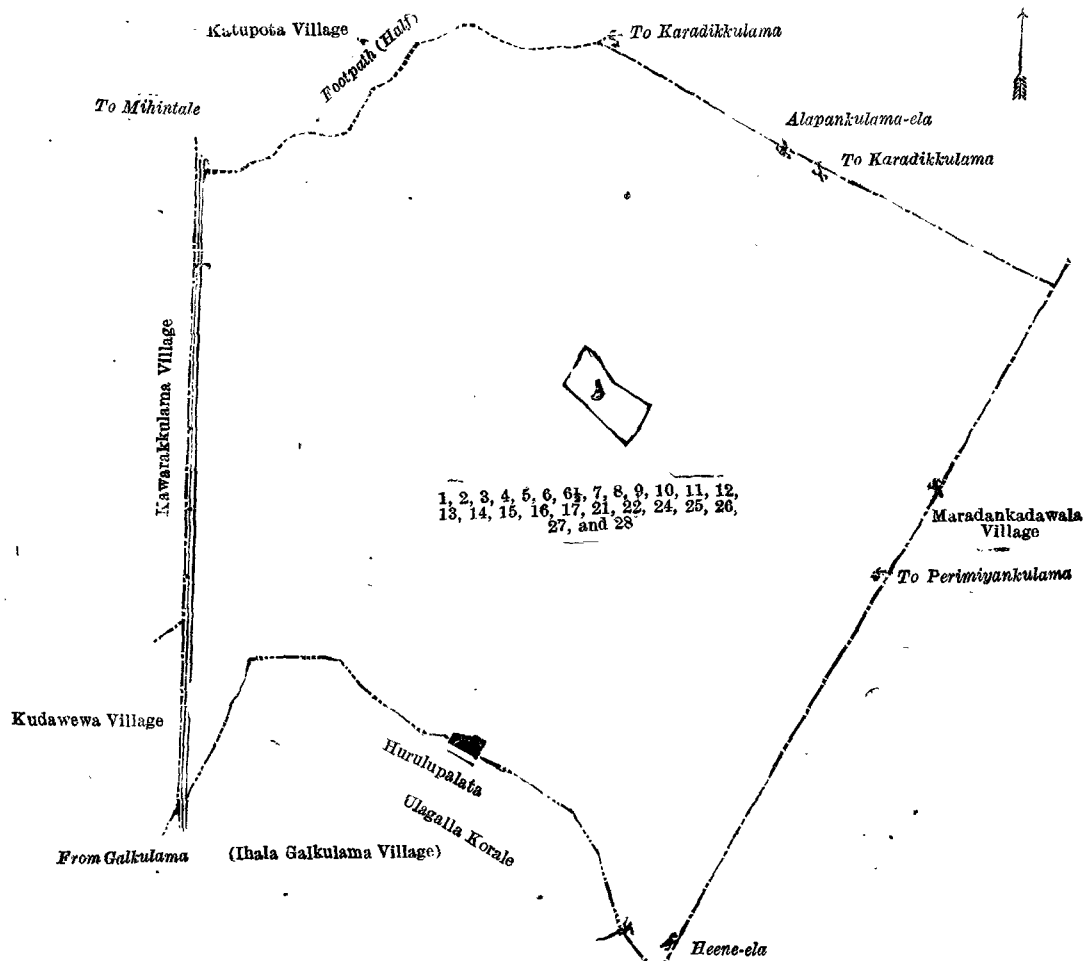 Katupota Village
Footpath (Half)
To Karadikkulama
To Mihintale
Alapankulama-ela
To Karadikkulama
Kawarakkulama Village
1, 2, 3, 4, 5, 6, 6½, 7, 8, 9, 10, 11, 12,
13, 14, 15, 16, 17, 21, 22, 24, 25, 26,
27, and 28
Maradankadawala
Village
To Perimiyankulama
Kudawewa Village
Hurulupalata
Ulagalla Korale
From Galkulama
(Ihala Galkulama Village)
Heene-ela